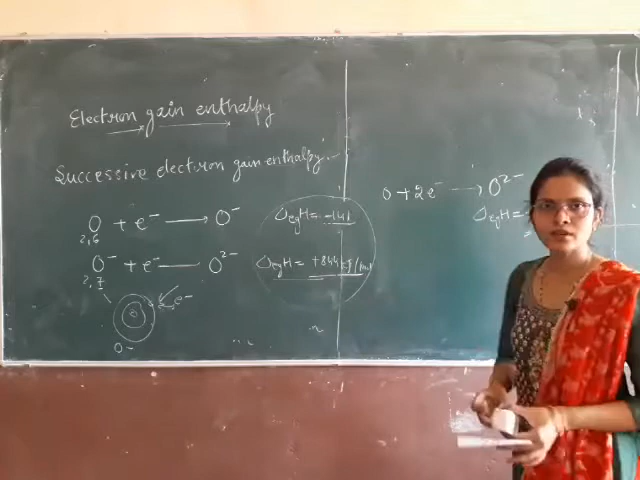 Electron gain enthalpy
Successive electron gain enthalpy.
O + e⁻ → O⁻ ΔegH = -141
2,6
O⁻ + e⁻ → O²⁻ ΔegH = +844 kJ/mol
2,7
e⁻
O⁻
O + 2e⁻ → O²⁻
ΔegH =